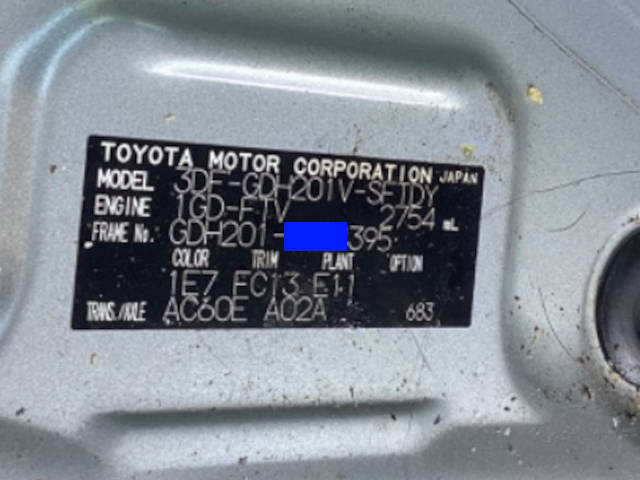 TOYOTA MOTOR CORPORATION JAPAN
MODEL 3DF-GDH201V-SFTDY
ENGINE 1GD-FTV 2754 mL
FRAME No. GDH201- 395
COLOR TRIM PLANT OPTION
1E7 FC13 E11
TRANS./AXLE AC60E A02A 683